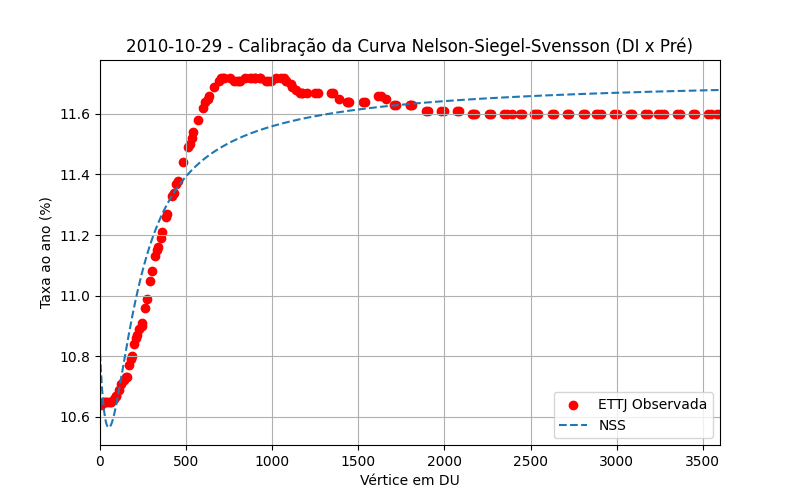 2010-10-29 - Calibração da Curva Nelson-Siegel-Svensson (DI x Pré)
Taxa ao ano (%)
11.6
11.4
11.2
11.0
10.8
10.6
0
500
1000
1500
2000
2500
3000
3500
Vértice em DU
ETTJ Observada
NSS